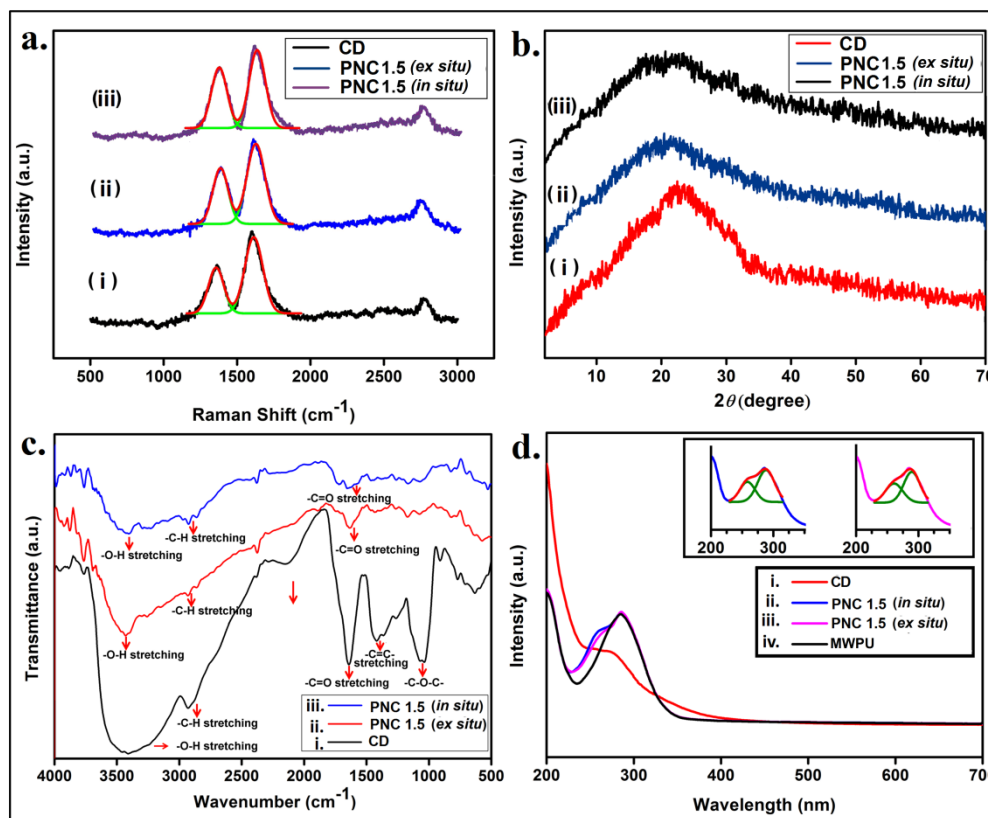 a.
CD
PNC1.5 (ex situ)
PNC1.5 (in situ)
(iii)
(ii)
(i)
Intensity (a.u.)
500 1000 1500 2000 2500 3000
Raman Shift (cm-1)
b.
CD
PNC1.5 (ex situ)
PNC1.5 (in situ)
(iii)
(ii)
(i)
Intensity (a.u.)
10 20 30 40 50 60 70
2θ(degree)
c.
-C=O stretching
-O-H stretching
-C-H stretching
-C=O stretching
-C-H stretching
-O-H stretching
-C=C-
stretching
-C=O stretching
-C-O-C-
-C-H stretching
-O-H stretching
iii. PNC 1.5 (in situ)
ii. PNC 1.5 (ex situ)
i. CD
Transmittance (a.u.)
4000 3500 3000 2500 2000 1500 1000 500
Wavenumber (cm-1)
d.
200 300
200 300
i. CD
ii. PNC 1.5 (in situ)
iii. PNC 1.5 (ex situ)
iv. MWPU
Intensity (a.u)
200 300 400 500 600 700
Wavelength (nm)